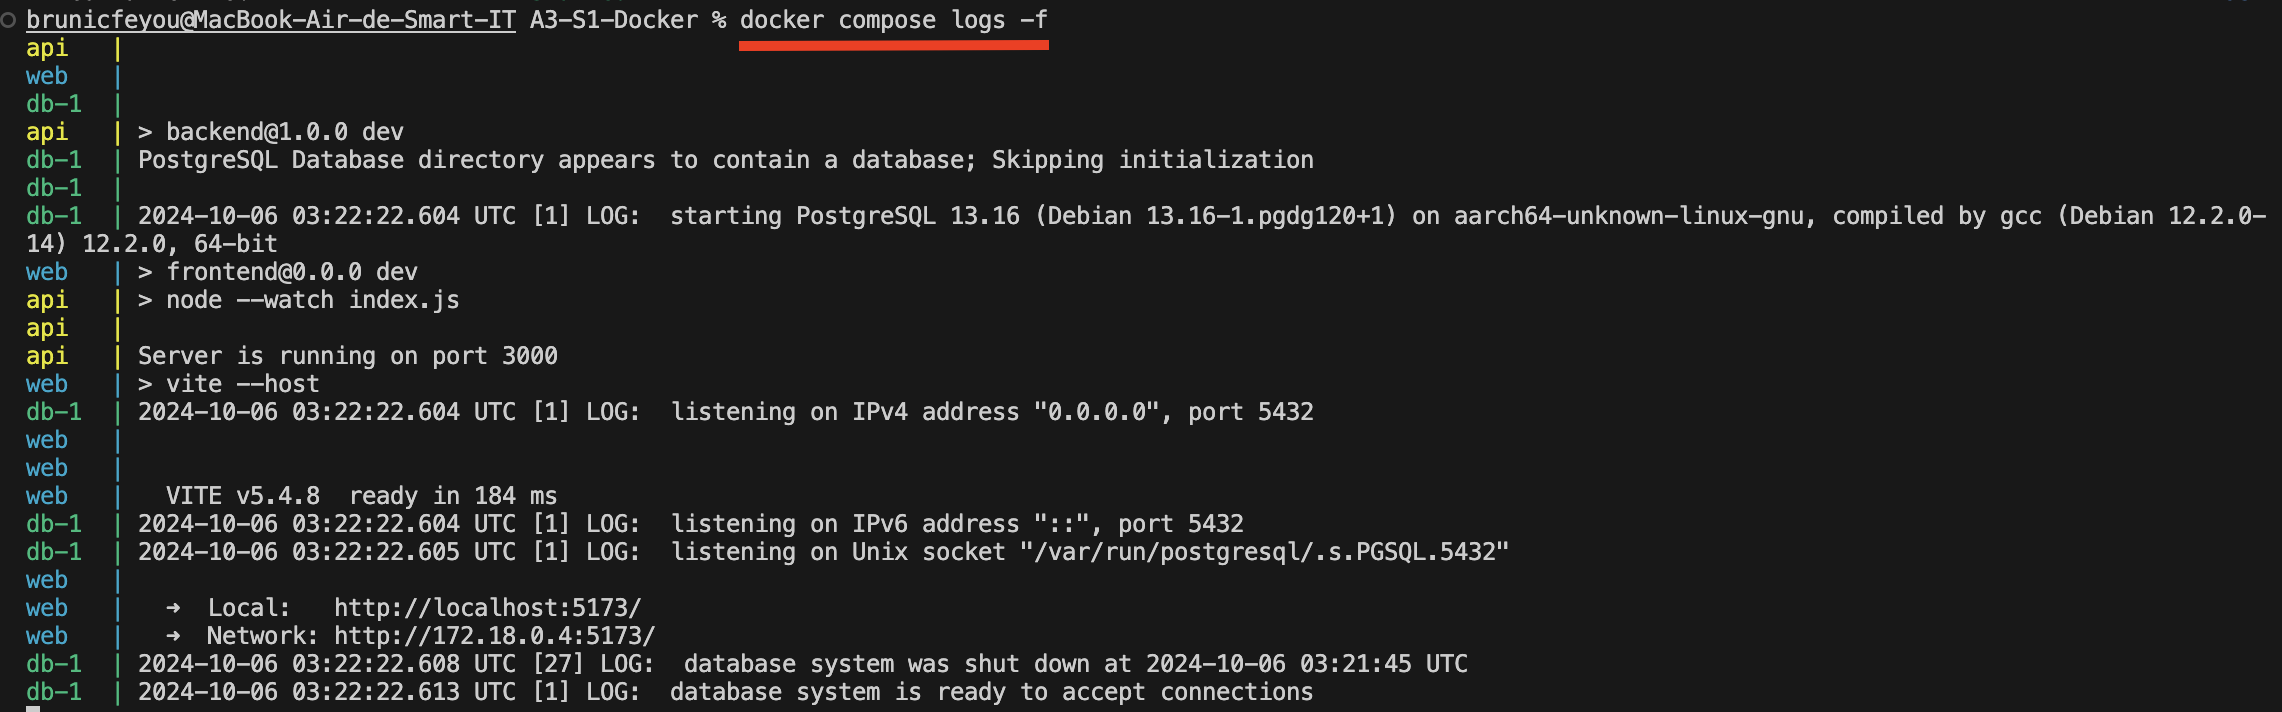 brunicfeyou@MacBook-Air-de-Smart-IT A3-S1-Docker % docker compose logs -f
api   |
web   |
db-1  |
api   | > backend@1.0.0 dev
db-1  | PostgreSQL Database directory appears to contain a database; Skipping initialization
db-1  |
db-1  | 2024-10-06 03:22:22.604 UTC [1] LOG:  starting PostgreSQL 13.16 (Debian 13.16-1.pgdg120+1) on aarch64-unknown-linux-gnu, compiled by gcc (Debian 12.2.0-
14) 12.2.0, 64-bit
web   | > frontend@0.0.0 dev
api   | > node --watch index.js
api   |
api   | Server is running on port 3000
web   | > vite --host
db-1  | 2024-10-06 03:22:22.604 UTC [1] LOG:  listening on IPv4 address "0.0.0.0", port 5432
web   |
web   |
web   |   VITE v5.4.8  ready in 184 ms
db-1  | 2024-10-06 03:22:22.604 UTC [1] LOG:  listening on IPv6 address "::", port 5432
db-1  | 2024-10-06 03:22:22.605 UTC [1] LOG:  listening on Unix socket "/var/run/postgresql/.s.PGSQL.5432"
web   |
web   |   ➜  Local:   http://localhost:5173/
web   |   ➜  Network: http://172.18.0.4:5173/
db-1  | 2024-10-06 03:22:22.608 UTC [27] LOG:  database system was shut down at 2024-10-06 03:21:45 UTC
db-1  | 2024-10-06 03:22:22.613 UTC [1] LOG:  database system is ready to accept connections